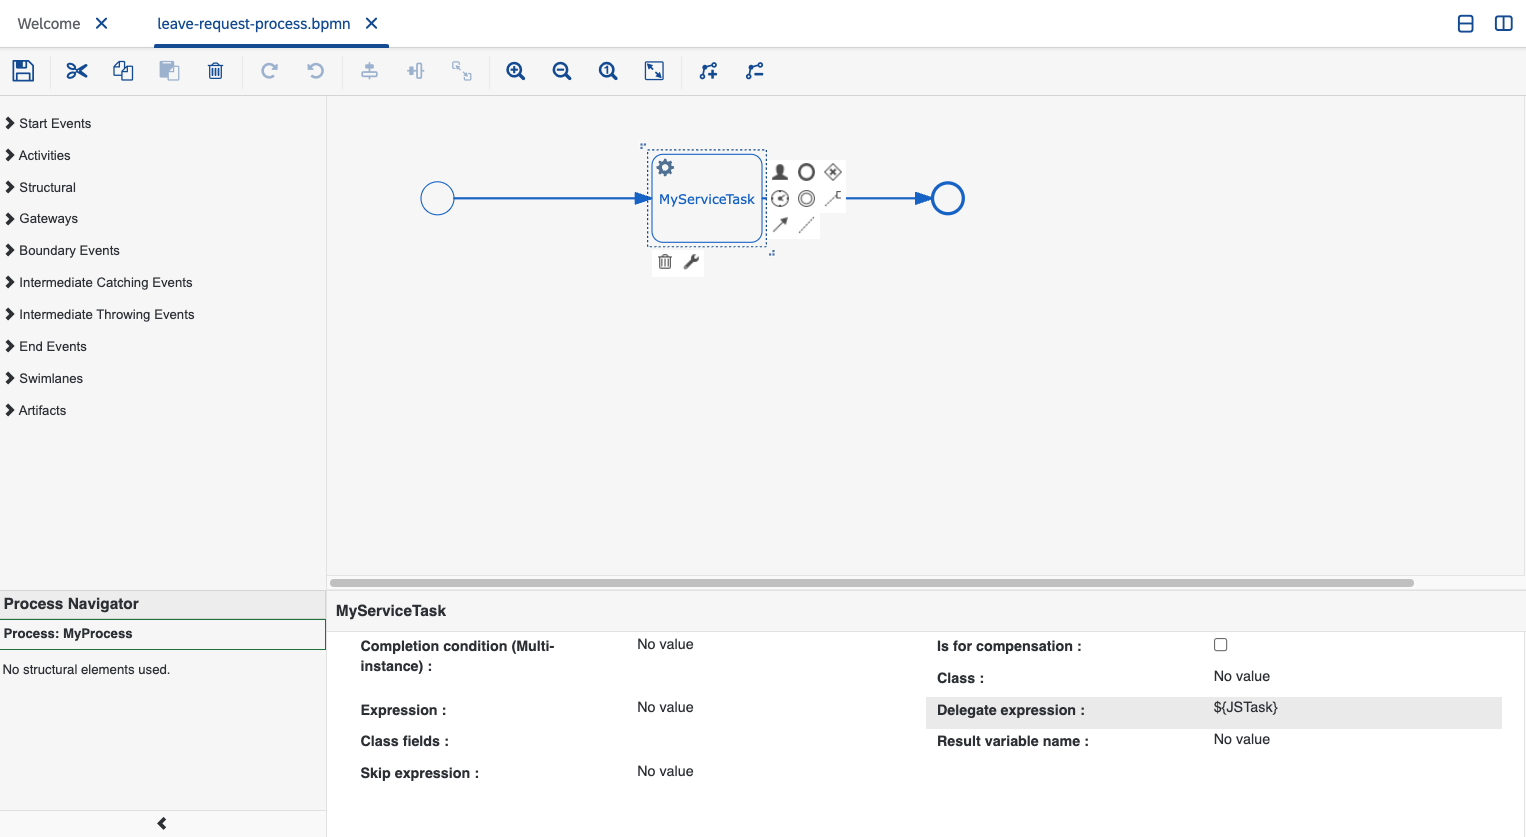 Welcome
leave-request-process.bpmn
Start Events
Activities
Structural
Gateways
Boundary Events
Intermediate Catching Events
Intermediate Throwing Events
End Events
Swimlanes
Artifacts
MyServiceTask
Process Navigator
Process: MyProcess
No structural elements used.
MyServiceTask
Completion condition (Multi-
instance) :
No value
Expression :
No value
Class fields :
Skip expression :
No value
Is for compensation :
Class :
No value
Delegate expression :
${JSTask}
Result variable name :
No value